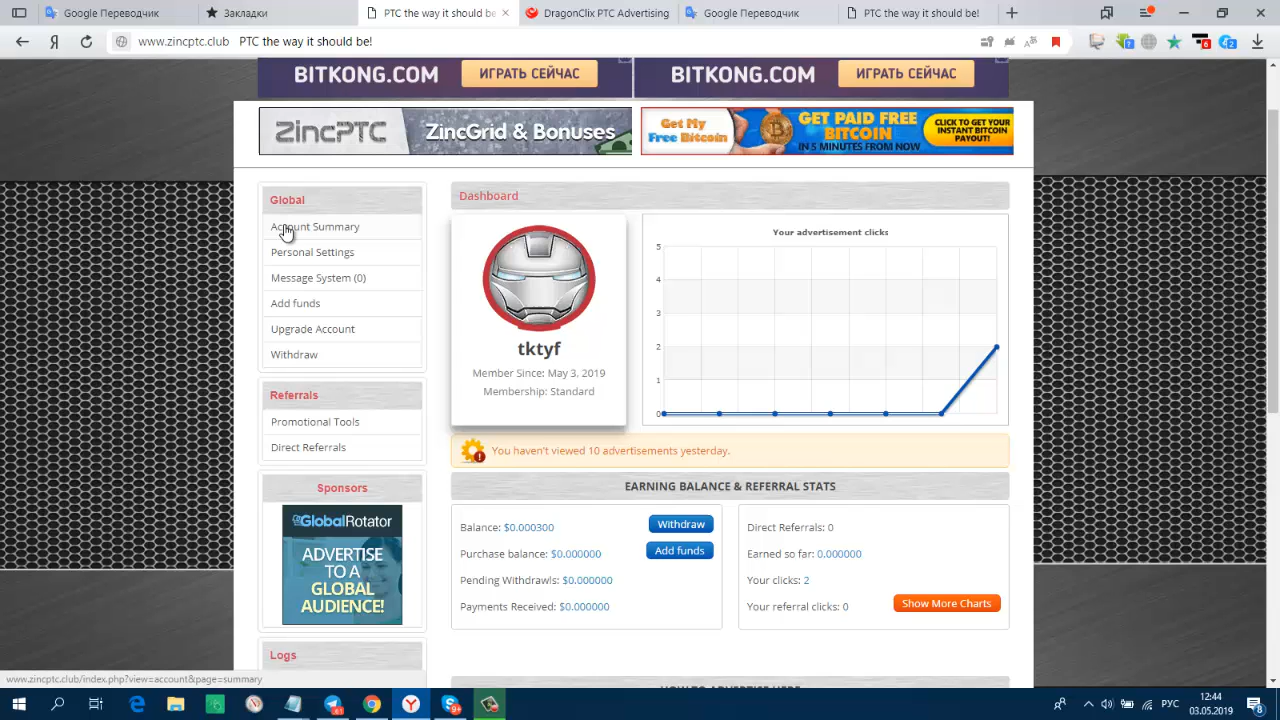 Google Переводчик
Закладки
PTC the way it should be
DragonClix PTC Advertising
Google Переводчик
PTC the way it should be!
www.zincptc.club PTC the way it should be!
BITKONG.COM
ИГРАТЬ СЕЙЧАС
BITKONG.COM
ИГРАТЬ СЕЙЧАС
ZincPTC
ZincGrid & Bonuses
Get My
Free Bitcoin
GET PAID FREE
BITCOIN
IN 5 MINUTES FROM NOW
CLICK TO GET YOUR
INSTANT BITCOIN
PAYOUT!
Global
Account Summary
Personal Settings
Message System (0)
Add funds
Upgrade Account
Withdraw
Referrals
Promotional Tools
Direct Referrals
Sponsors
GlobalRotator
ADVERTISE
TO A
GLOBAL
AUDIENCE!
Logs
Dashboard
tktyf
Member Since: May 3, 2019
Membership: Standard
Your advertisement clicks
5
4
3
2
1
0
You haven't viewed 10 advertisements yesterday.
EARNING BALANCE & REFERRAL STATS
Balance: $0.000300
Withdraw
Purchase balance: $0.000000
Add funds
Pending Withdrawls: $0.000000
Payments Received: $0.000000
Direct Referrals: 0
Earned so far: 0.000000
Your clicks: 2
Your referral clicks: 0
Show More Charts
HOW TO ADVERTISE HERE
www.zincptc.club/index.php?view=account&page=summary
РУС
12:44
03.05.2019